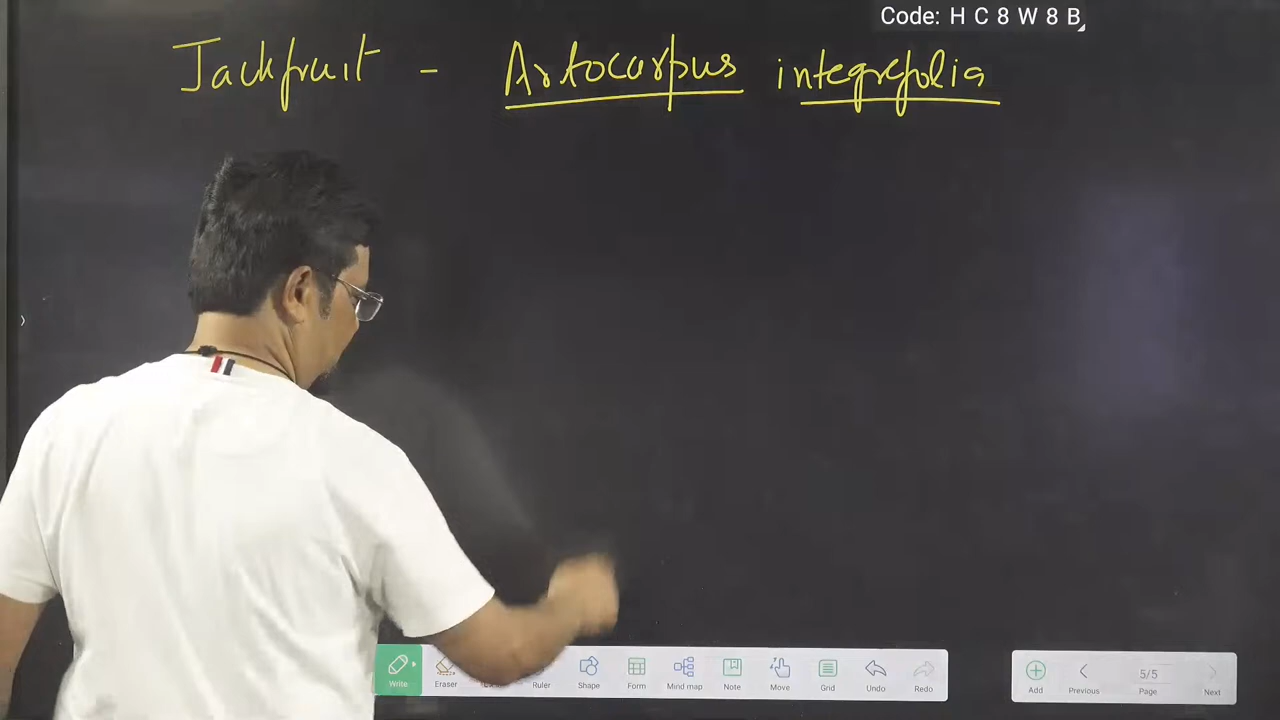 Code: H C 8 W 8 B
Jackfruit - Artocarpus integrefolia
Write
Eraser
Ruler
Shape
Form
Mind map
Note
Move
Grid
Undo
Redo
Add
Previous
5/5
Page
Next